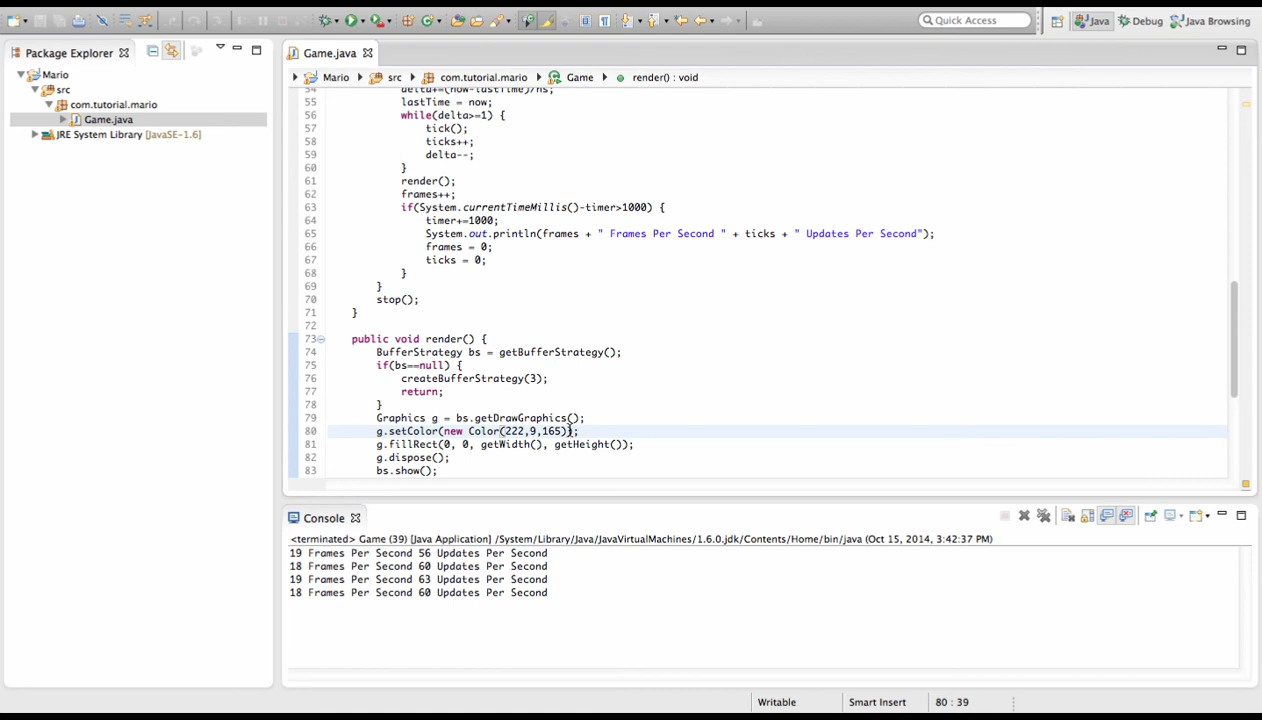 Quick Access
Java
Debug
Java Browsing
Package Explorer
Game.java
Mario
src
com.tutorial.mario
Game.java
JRE System Library [JavaSE-1.6]
Mario
src
com.tutorial.mario
Game
render() : void
54 delta+=(now-lastTime)/ns;
55 lastTime = now;
56 while(delta>=1) {
57 tick();
58 ticks++;
59 delta--;
60 }
61 render();
62 frames++;
63 if(System.currentTimeMillis()-timer>1000) {
64 timer+=1000;
65 System.out.println(frames + " Frames Per Second " + ticks + " Updates Per Second");
66 frames = 0;
67 ticks = 0;
68 }
69 }
70 stop();
71 }
72
73 public void render() {
74 BufferStrategy bs = getBufferStrategy();
75 if(bs==null) {
76 createBufferStrategy(3);
77 return;
78 }
79 Graphics g = bs.getDrawGraphics();
80 g.setColor(new Color(222,9,165));
81 g.fillRect(0, 0, getWidth(), getHeight());
82 g.dispose();
83 bs.show();
Console
<terminated> Game (39) [Java Application] /System/Library/Java/JavaVirtualMachines/1.6.0.jdk/Contents/Home/bin/java (Oct 15, 2014, 3:42:37 PM)
19 Frames Per Second 56 Updates Per Second
18 Frames Per Second 60 Updates Per Second
19 Frames Per Second 63 Updates Per Second
18 Frames Per Second 60 Updates Per Second
Writable
Smart Insert
80 : 39